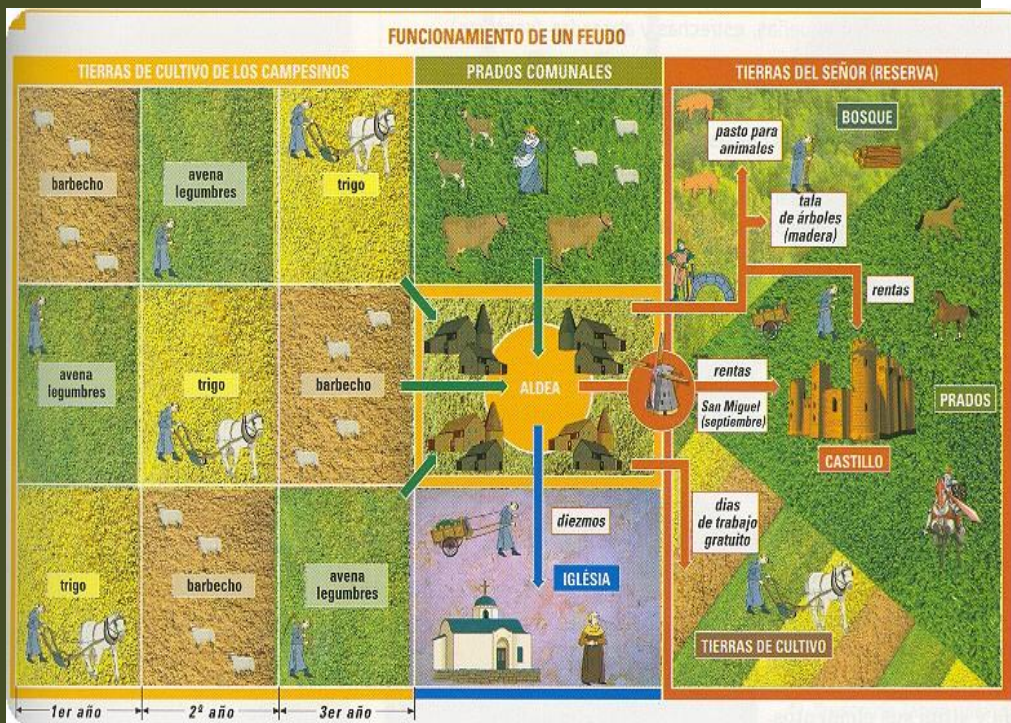 FUNCIONAMIENTO DE UN FEUDO
TIERRAS DE CULTIVO DE LOS CAMPESINOS
PRADOS COMUNALES
TIERRAS DEL SEÑOR (RESERVA)
barbecho
avena
legumbres
trigo
avena
legumbres
trigo
barbecho
trigo
barbecho
avena
legumbres
1er año
2º año
3er año
ALDEA
diezmos
IGLÉSIA
BOSQUE
pasto para
animales
tala
de árboles
(madera)
rentas
rentas
San Miguel
(septiembre)
PRADOS
CASTILLO
dias
de trabajo
gratuito
TIERRAS DE CULTIVO